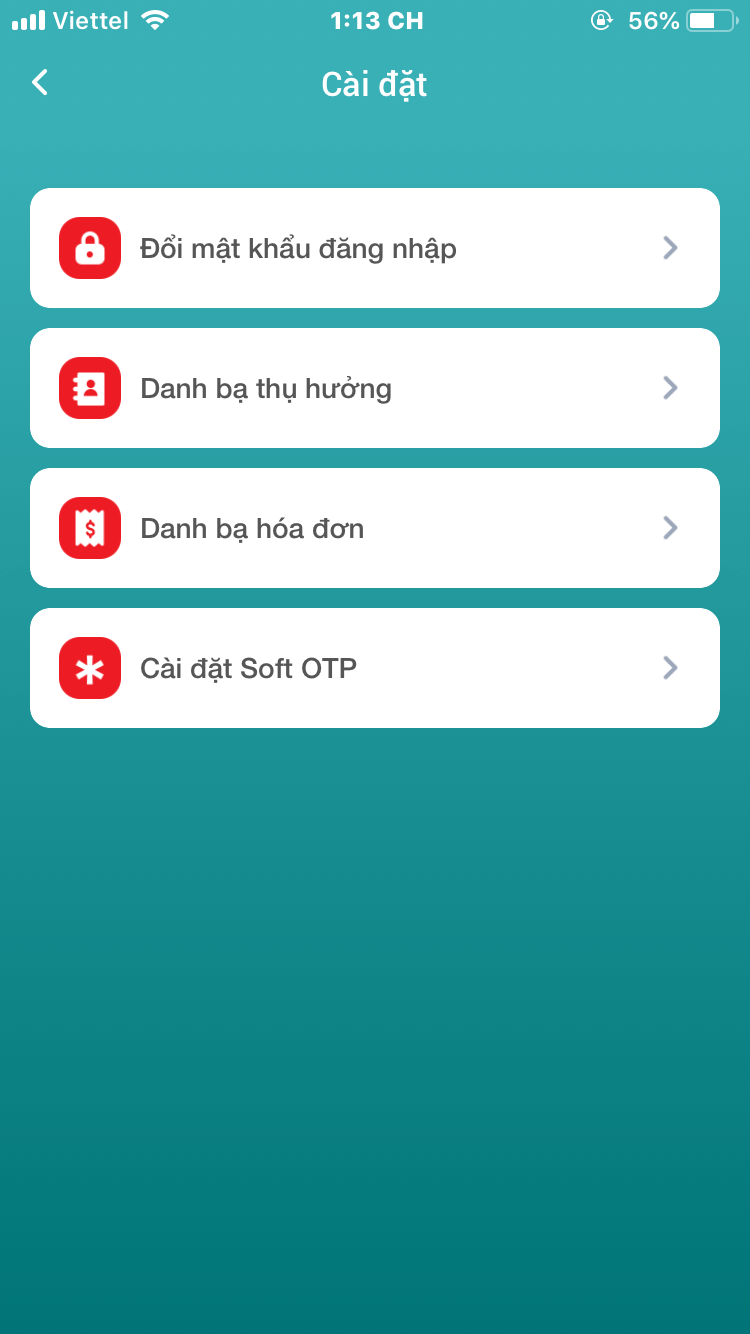 Viettel 1:13 CH 56%
Cài đặt
Đổi mật khẩu đăng nhập
Danh bạ thụ hưởng
Danh bạ hóa đơn
$
Cài đặt Soft OTP